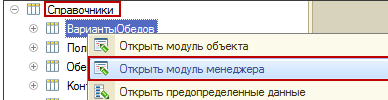 Справочники
ВариантыОбедов
Открыть модуль объекта
Открыть модуль менеджера
Открыть предопределенные данные